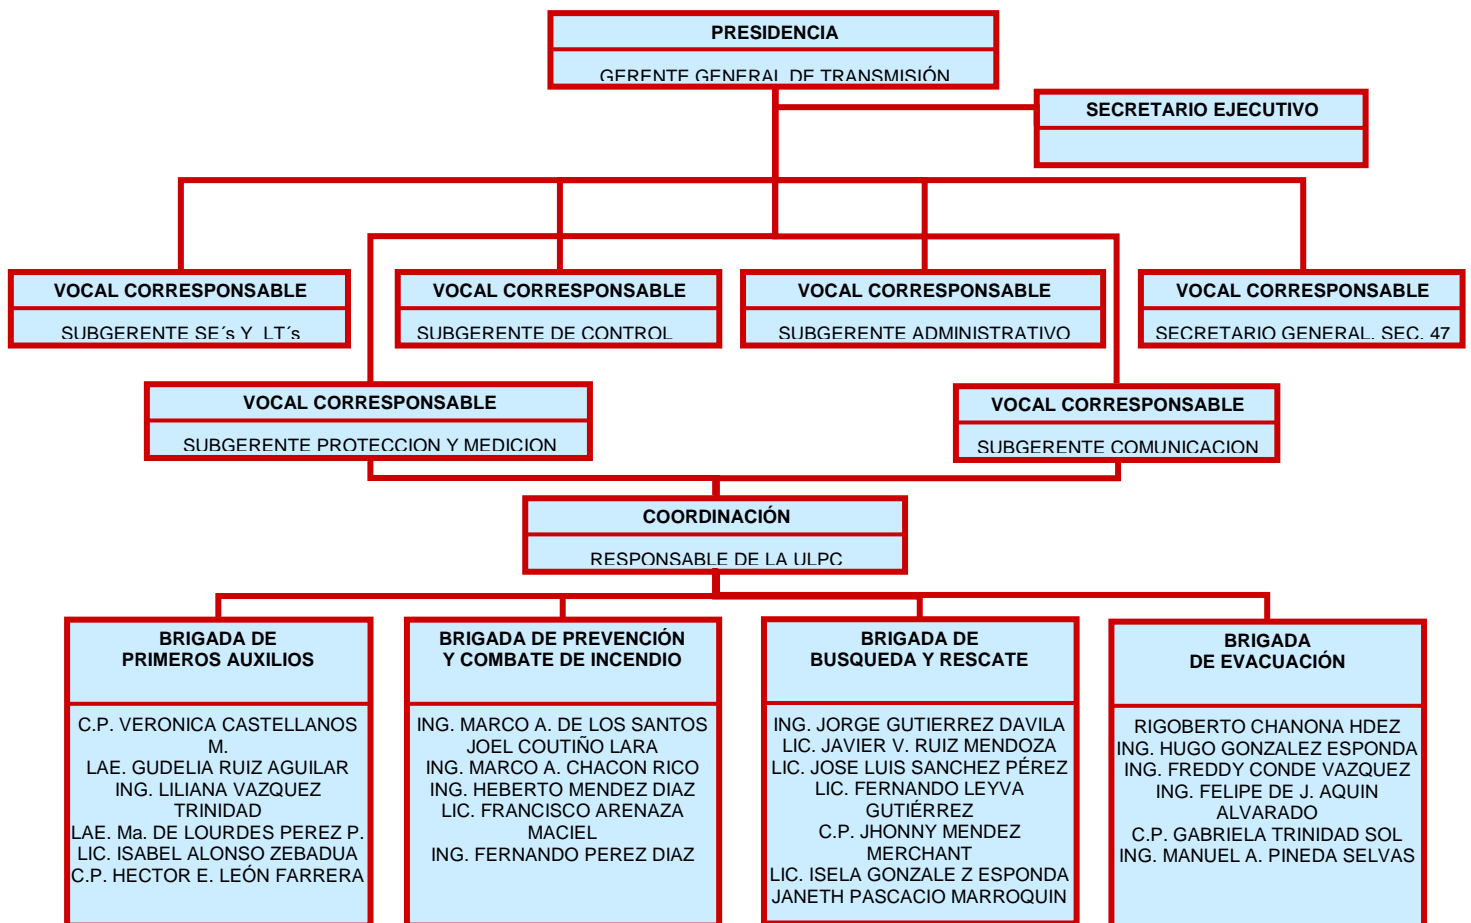 PRESIDENCIA
GERENTE GENERAL DE TRANSMISIÓN
SECRETARIO EJECUTIVO
VOCAL CORRESPONSABLE
SUBGERENTE SE´s Y LT´s
VOCAL CORRESPONSABLE
SUBGERENTE DE CONTROL
VOCAL CORRESPONSABLE
SUBGERENTE ADMINISTRATIVO
VOCAL CORRESPONSABLE
SECRETARIO GENERAL. SEC. 47
VOCAL CORRESPONSABLE
SUBGERENTE PROTECCION Y MEDICION
VOCAL CORRESPONSABLE
SUBGERENTE COMUNICACION
COORDINACIÓN
RESPONSABLE DE LA ULPC
BRIGADA DE
PRIMEROS AUXILIOS
C.P. VERONICA CASTELLANOS
M.
LAE. GUDELIA RUIZ AGUILAR
ING. LILIANA VAZQUEZ
TRINIDAD
LAE. Ma. DE LOURDES PEREZ P.
LIC. ISABEL ALONSO ZEBADUA
C.P. HECTOR E. LEÓN FARRERA
BRIGADA DE PREVENCIÓN
Y COMBATE DE INCENDIO
ING. MARCO A. DE LOS SANTOS
JOEL COUTIÑO LARA
ING. MARCO A. CHACON RICO
ING. HEBERTO MENDEZ DIAZ
LIC. FRANCISCO ARENAZA
MACIEL
ING. FERNANDO PEREZ DIAZ
BRIGADA DE
BUSQUEDA Y RESCATE
ING. JORGE GUTIERREZ DAVILA
LIC. JAVIER V. RUIZ MENDOZA
LIC. JOSE LUIS SANCHEZ PÉREZ
LIC. FERNANDO LEYVA
GUTIÉRREZ
C.P. JHONNY MENDEZ
MERCHANT
LIC. ISELA GONZALE Z ESPONDA
JANETH PASCACIO MARROQUIN
BRIGADA
DE EVACUACIÓN
RIGOBERTO CHANONA HDEZ
ING. HUGO GONZALEZ ESPONDA
ING. FREDDY CONDE VAZQUEZ
ING. FELIPE DE J. AQUIN
ALVARADO
C.P. GABRIELA TRINIDAD SOL
ING. MANUEL A. PINEDA SELVAS